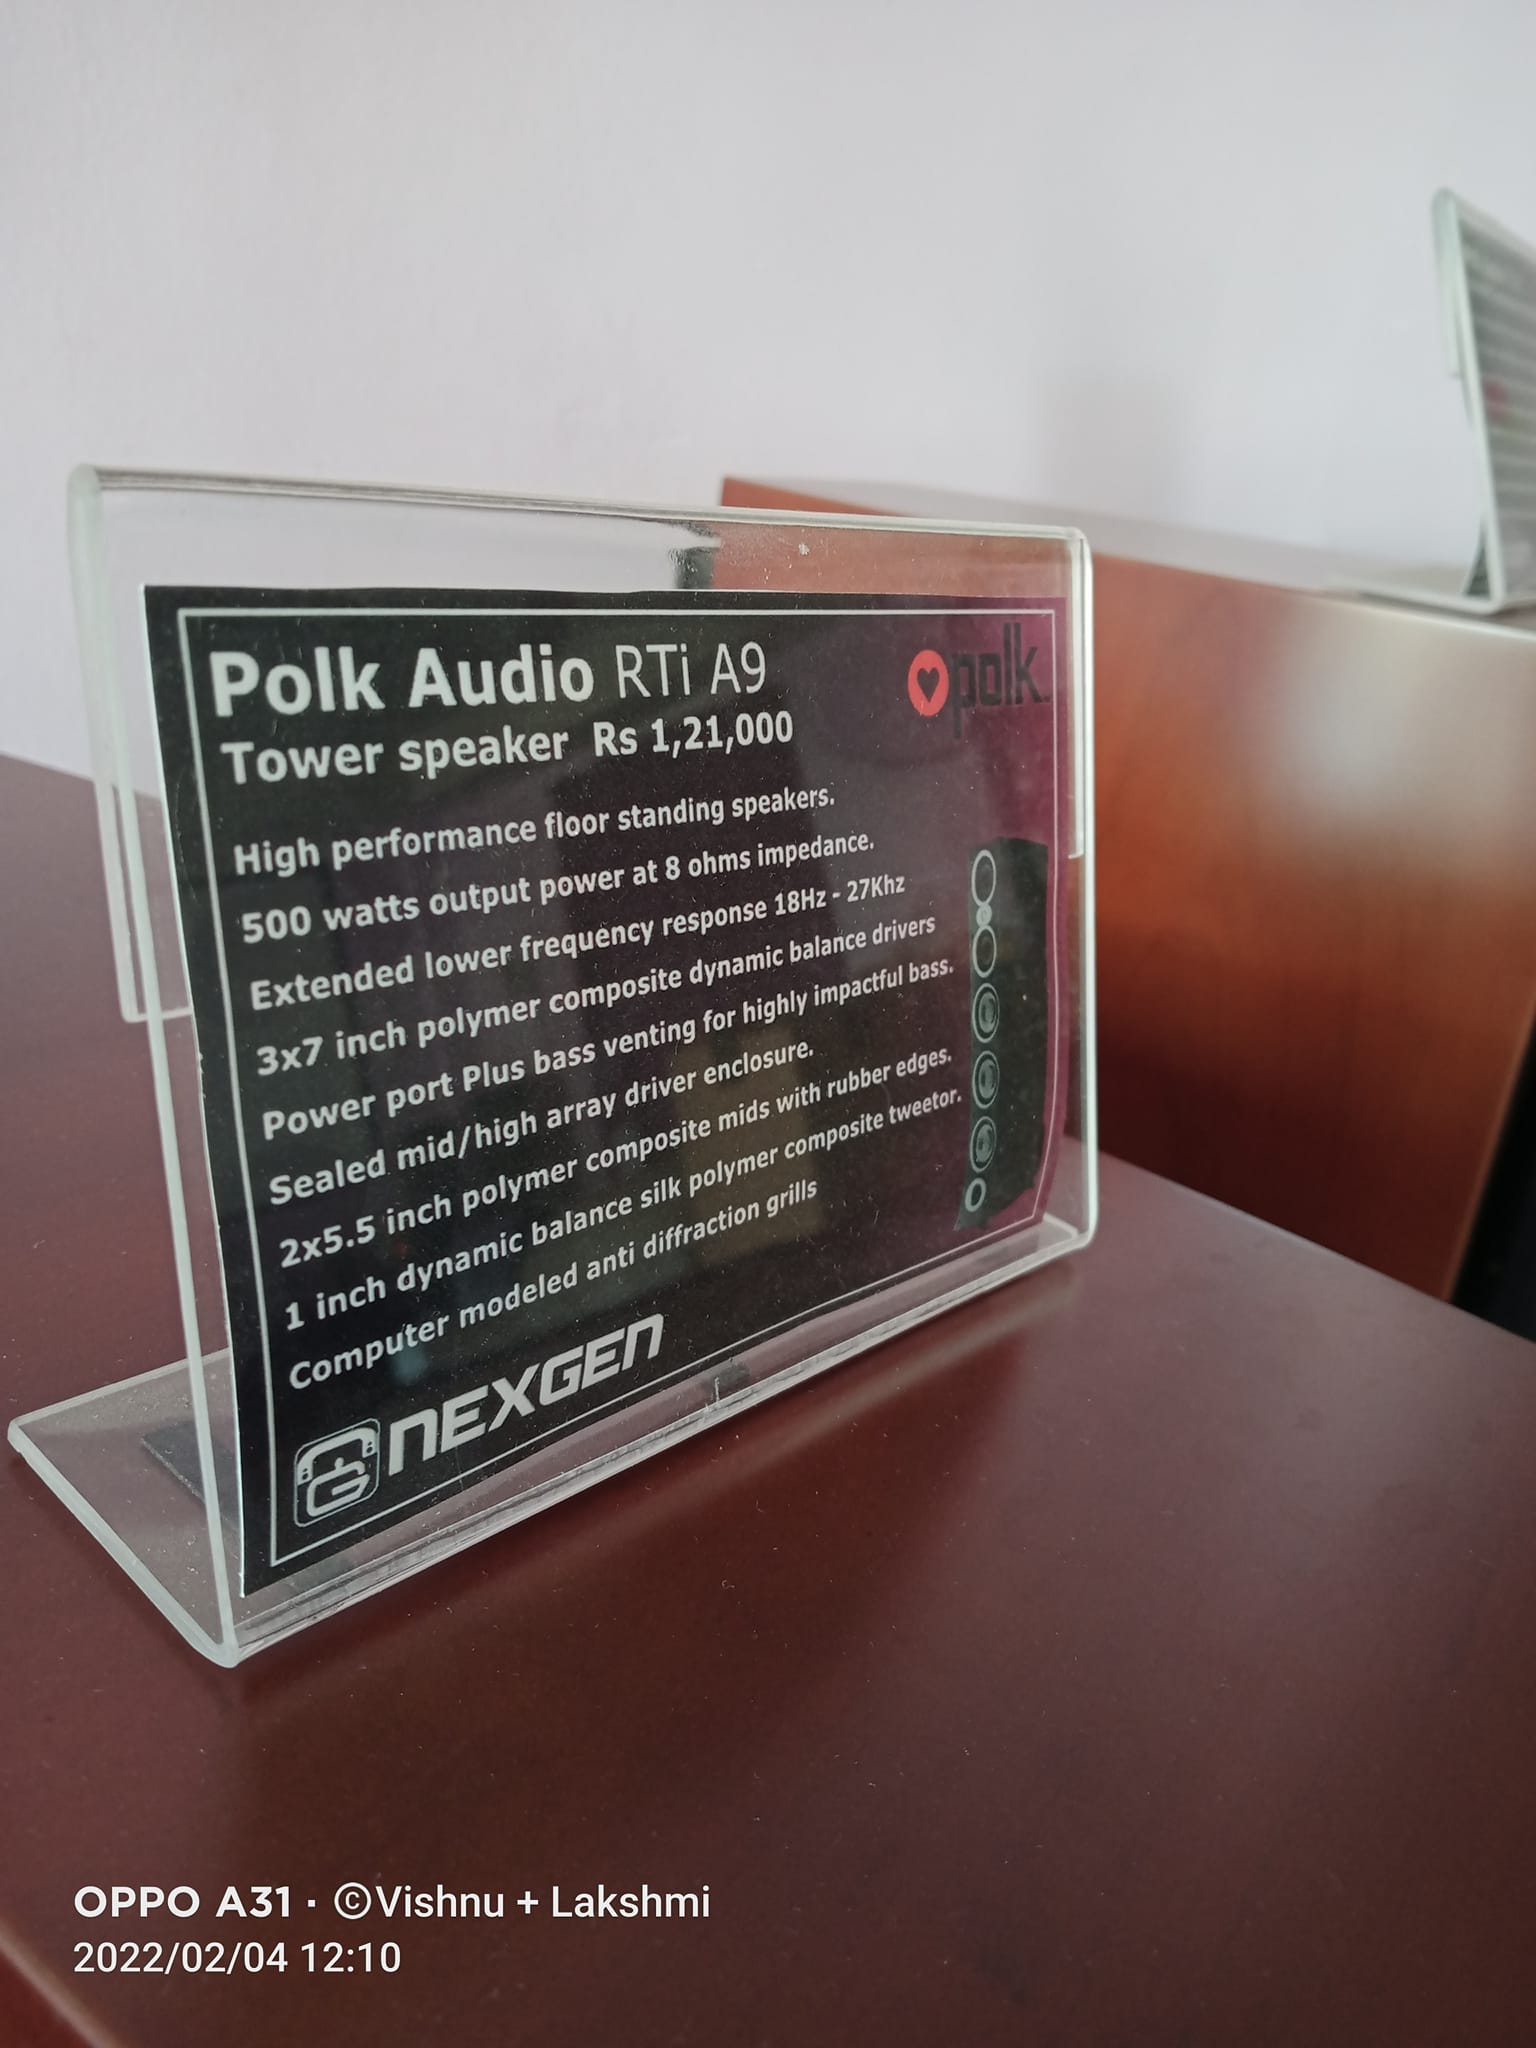 Polk Audio RTi A9
polk
Tower speaker Rs 1,21,000
High performance floor standing speakers.
500 watts output power at 8 ohms impedance.
Extended lower frequency response 18Hz - 27Khz
3x7 inch polymer composite dynamic balance drivers
Power port Plus bass venting for highly impactful bass.
Sealed mid/high array driver enclosure.
2x5.5 inch polymer composite mids with rubber edges.
1 inch dynamic balance silk polymer composite tweetor.
Computer modeled anti diffraction grills
NEXGEN
OPPO A31 · ©Vishnu + Lakshmi
2022/02/04 12:10